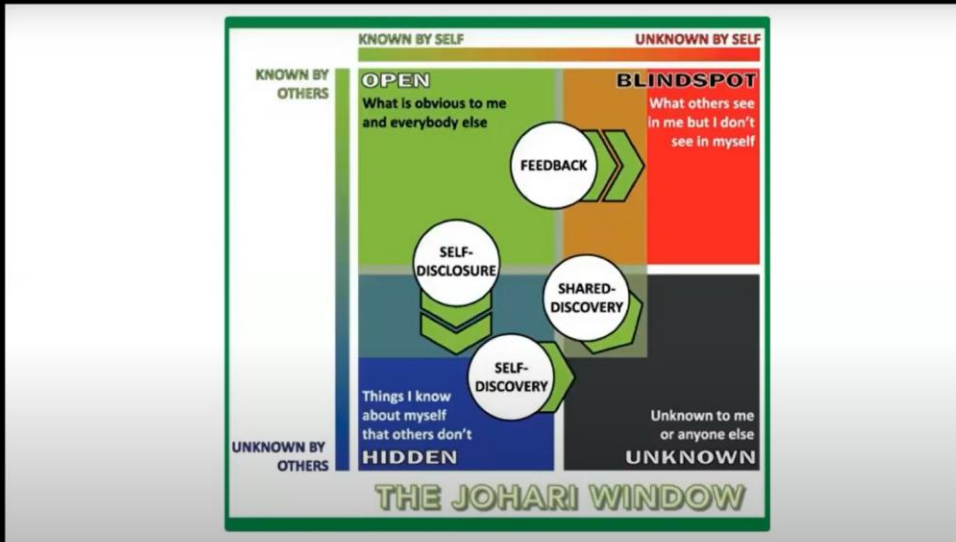 KNOWN BY SELF
UNKNOWN BY SELF
KNOWN BY
OTHERS
OPEN
What is obvious to me
and everybody else
BLINDSPOT
What others see
in me but I don't
see in myself
FEEDBACK
SELF-
DISCLOSURE
SHARED-
DISCOVERY
SELF-
DISCOVERY
Things I know
about myself
that others don't
HIDDEN
Unknown to me
or anyone else
UNKNOWN
UNKNOWN BY
OTHERS
THE JOHARI WINDOW